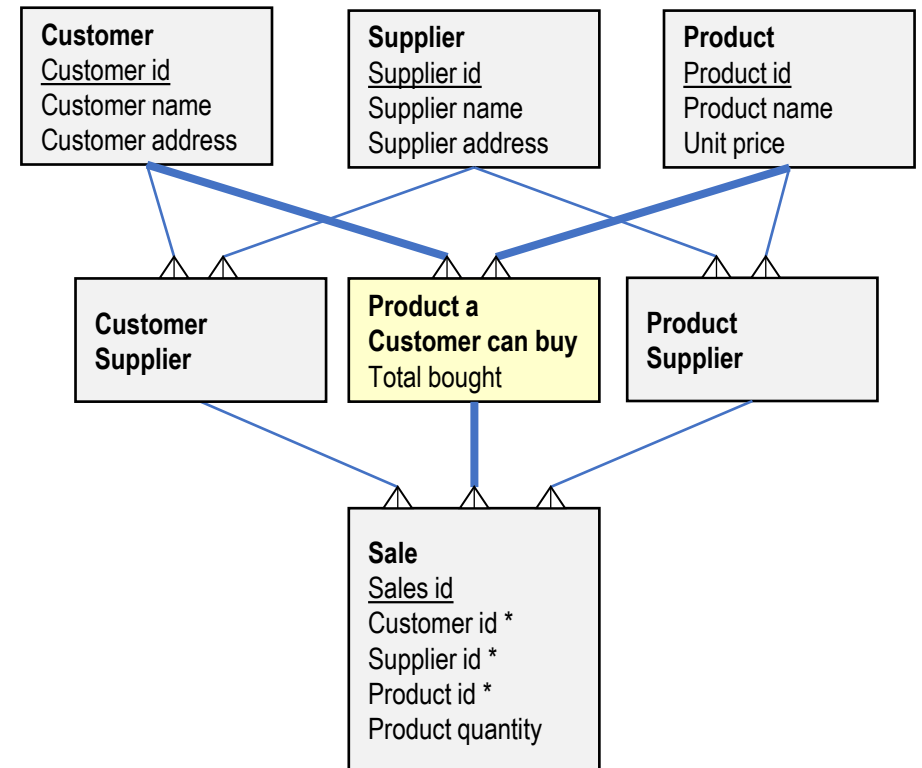 Customer
Customer id
Customer name
Customer address
Supplier
Supplier id
Supplier name
Supplier address
Product
Product id
Product name
Unit price
Customer
Supplier
Product a
Customer can buy
Total bought
Product
Supplier
Sale
Sales id
Customer id *
Supplier id *
Product id *
Product quantity